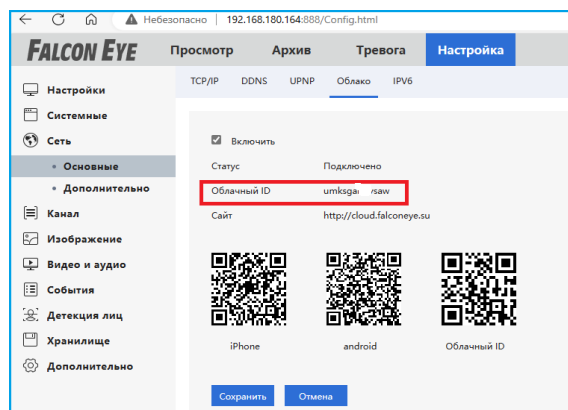 Небезопасно | 192.168.180.164:888/Config.html
FALCON EYE Просмотр Архив Тревога Настройка
TCP/IP DDNS UPNP Облако IPV6
Настройки
Системные
Сеть
Основные
Дополнительно
Канал
Изображение
Видео и аудио
События
Детекция лиц
Хранилище
Дополнительно
Включить
Статус Подключено
Облачный ID
Сайт http://cloud.falconeye.su
iPhone android Облачный ID
Сохранить Отмена